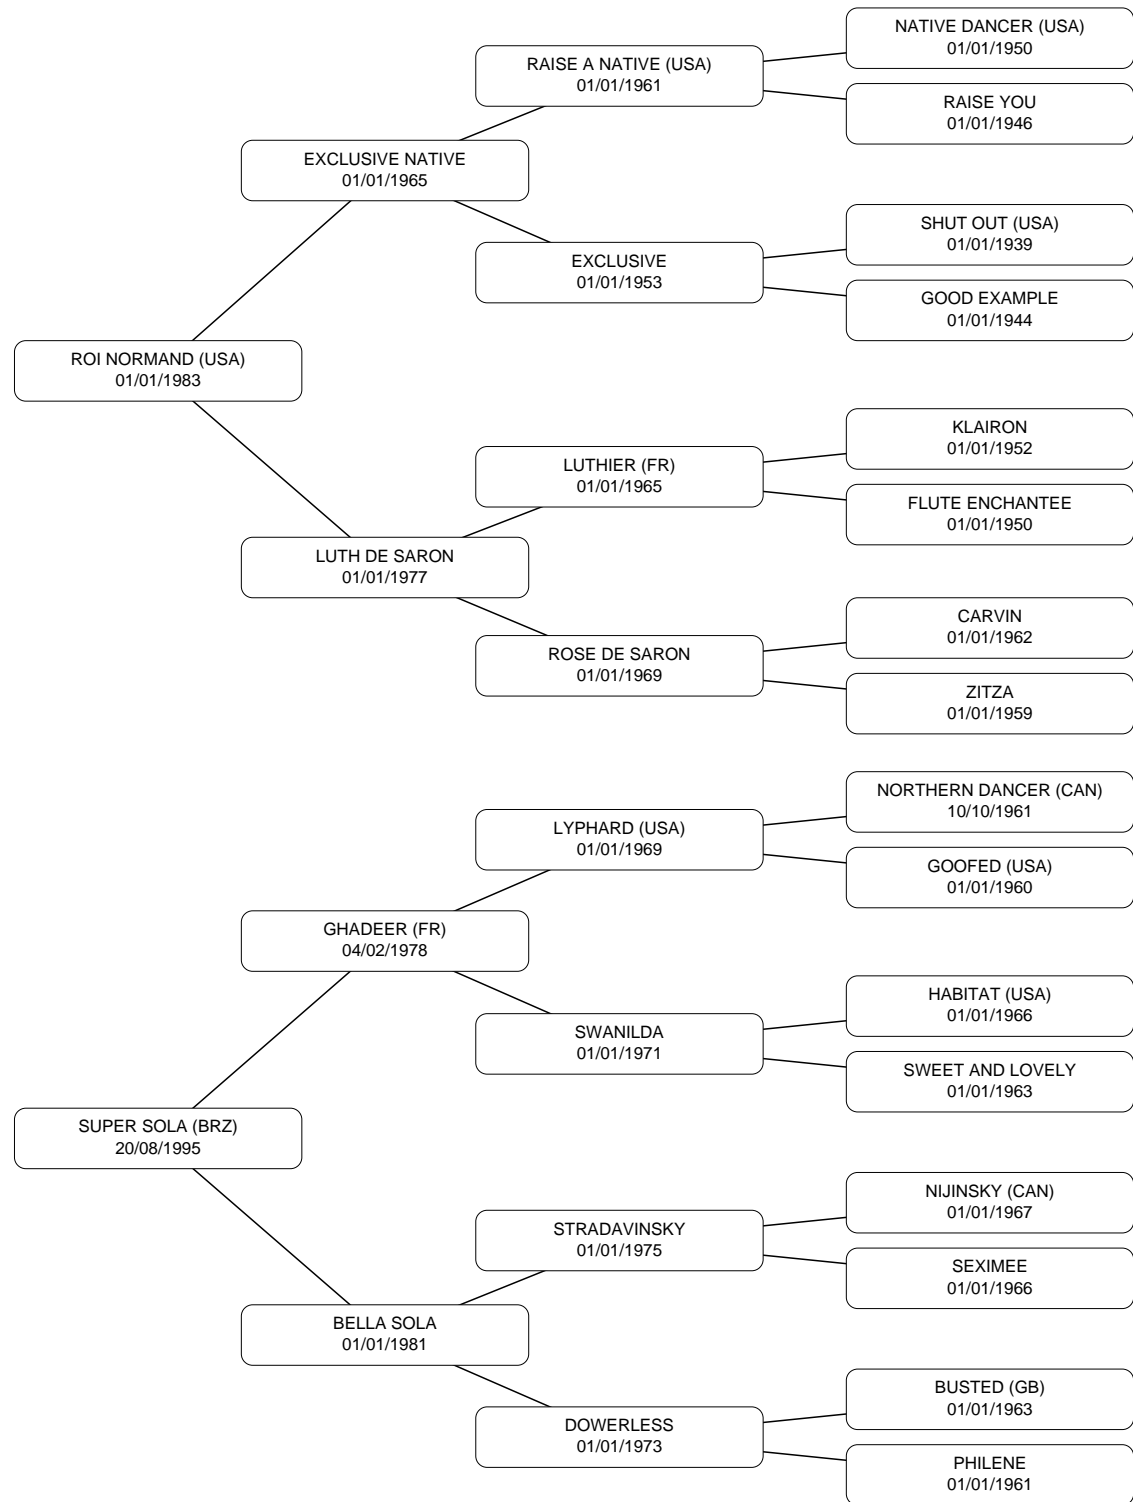 NATIVE DANCER (USA)
01/01/1950
RAISE A NATIVE (USA)
01/01/1961
RAISE YOU
01/01/1946
EXCLUSIVE NATIVE
01/01/1965
SHUT OUT (USA)
01/01/1939
EXCLUSIVE
01/01/1953
GOOD EXAMPLE
01/01/1944
ROI NORMAND (USA)
01/01/1983
KLAIRON
01/01/1952
LUTHIER (FR)
01/01/1965
FLUTE ENCHANTEE
01/01/1950
LUTH DE SARON
01/01/1977
CARVIN
01/01/1962
ROSE DE SARON
01/01/1969
ZITZA
01/01/1959
NORTHERN DANCER (CAN)
10/10/1961
LYPHARD (USA)
01/01/1969
GOOFED (USA)
01/01/1960
GHADEER (FR)
04/02/1978
HABITAT (USA)
01/01/1966
SWANILDA
01/01/1971
SWEET AND LOVELY
01/01/1963
SUPER SOLA (BRZ)
20/08/1995
NIJINSKY (CAN)
01/01/1967
STRADAVINSKY
01/01/1975
SEXIMEE
01/01/1966
BELLA SOLA
01/01/1981
BUSTED (GB)
01/01/1963
DOWERLESS
01/01/1973
PHILENE
01/01/1961